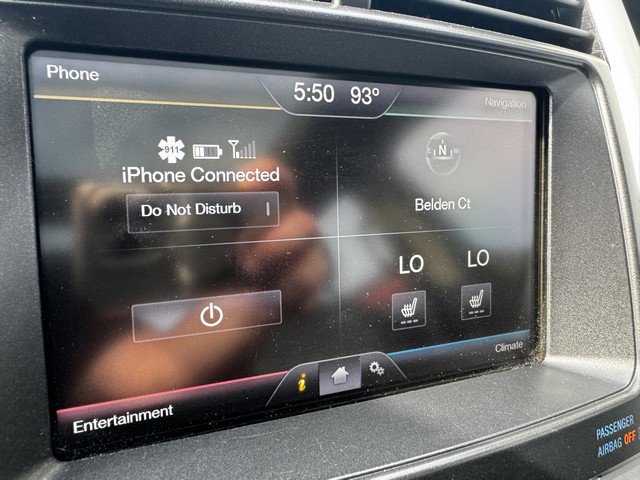 Phone
5:50 93°
Navigation
911
iPhone Connected
E N W
Do Not Disturb
Belden Ct
LO LO
Climate
i
Entertainment
PASSENGER
AIRBAG OFF